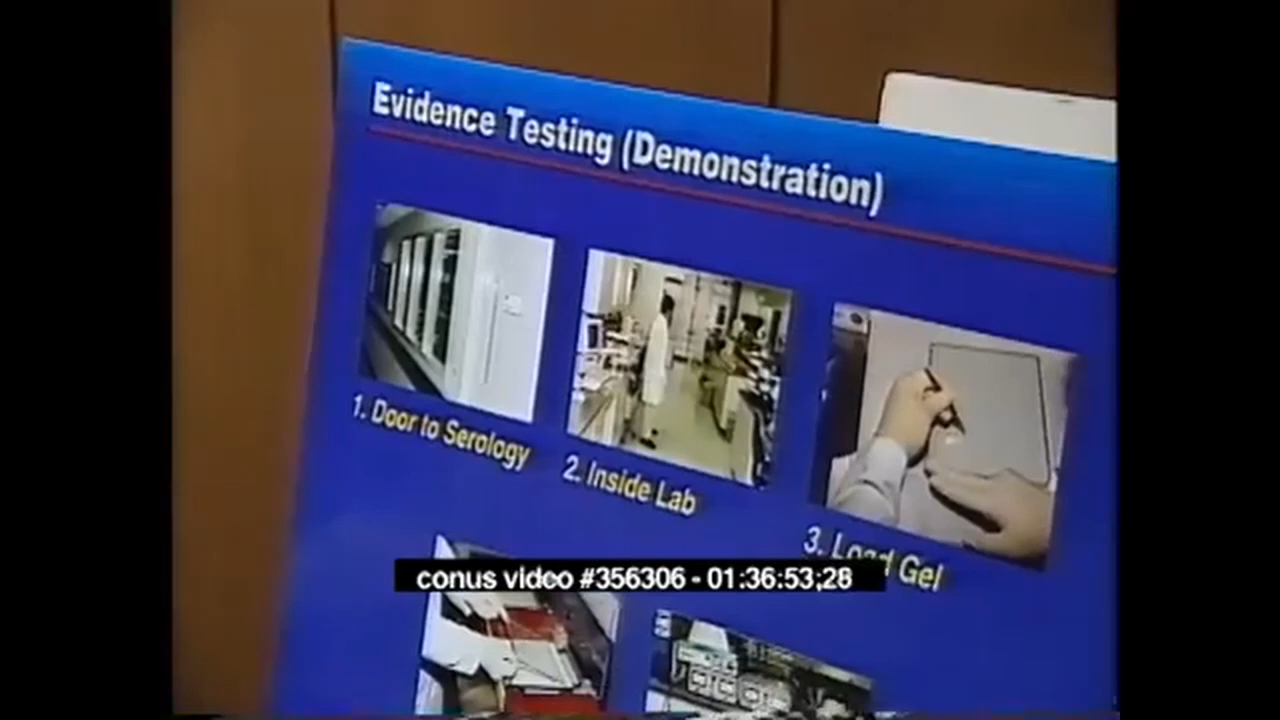 Evidence Testing (Demonstration)
1. Door to Serology
2. Inside Lab
3. Load Gel
conus video #356306 - 01:36:53;28